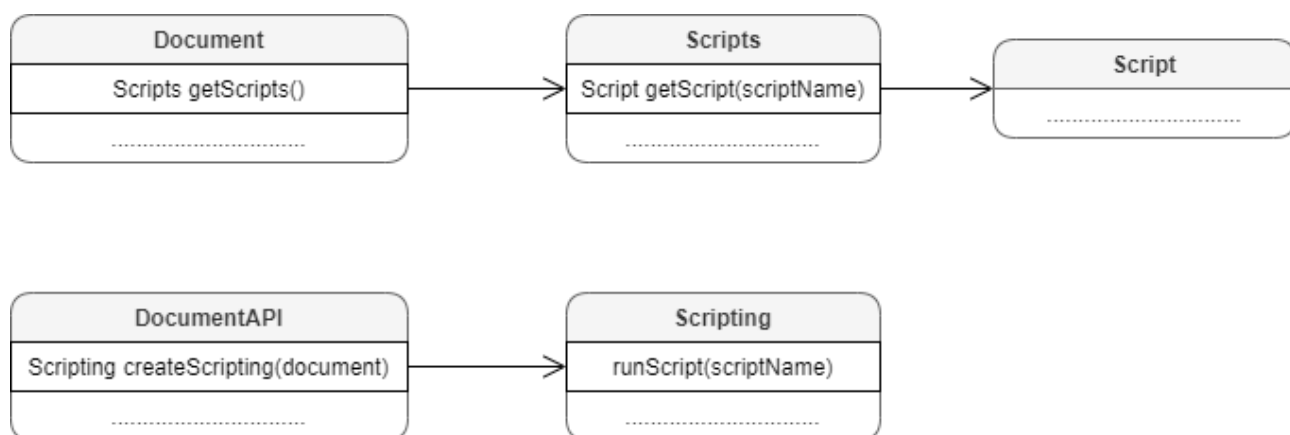 Document
Scripts getScripts()
Scripts
Script getScript(scriptName)
Script
DocumentAPI
Scripting createScripting(document)
Scripting
runScript(scriptName)